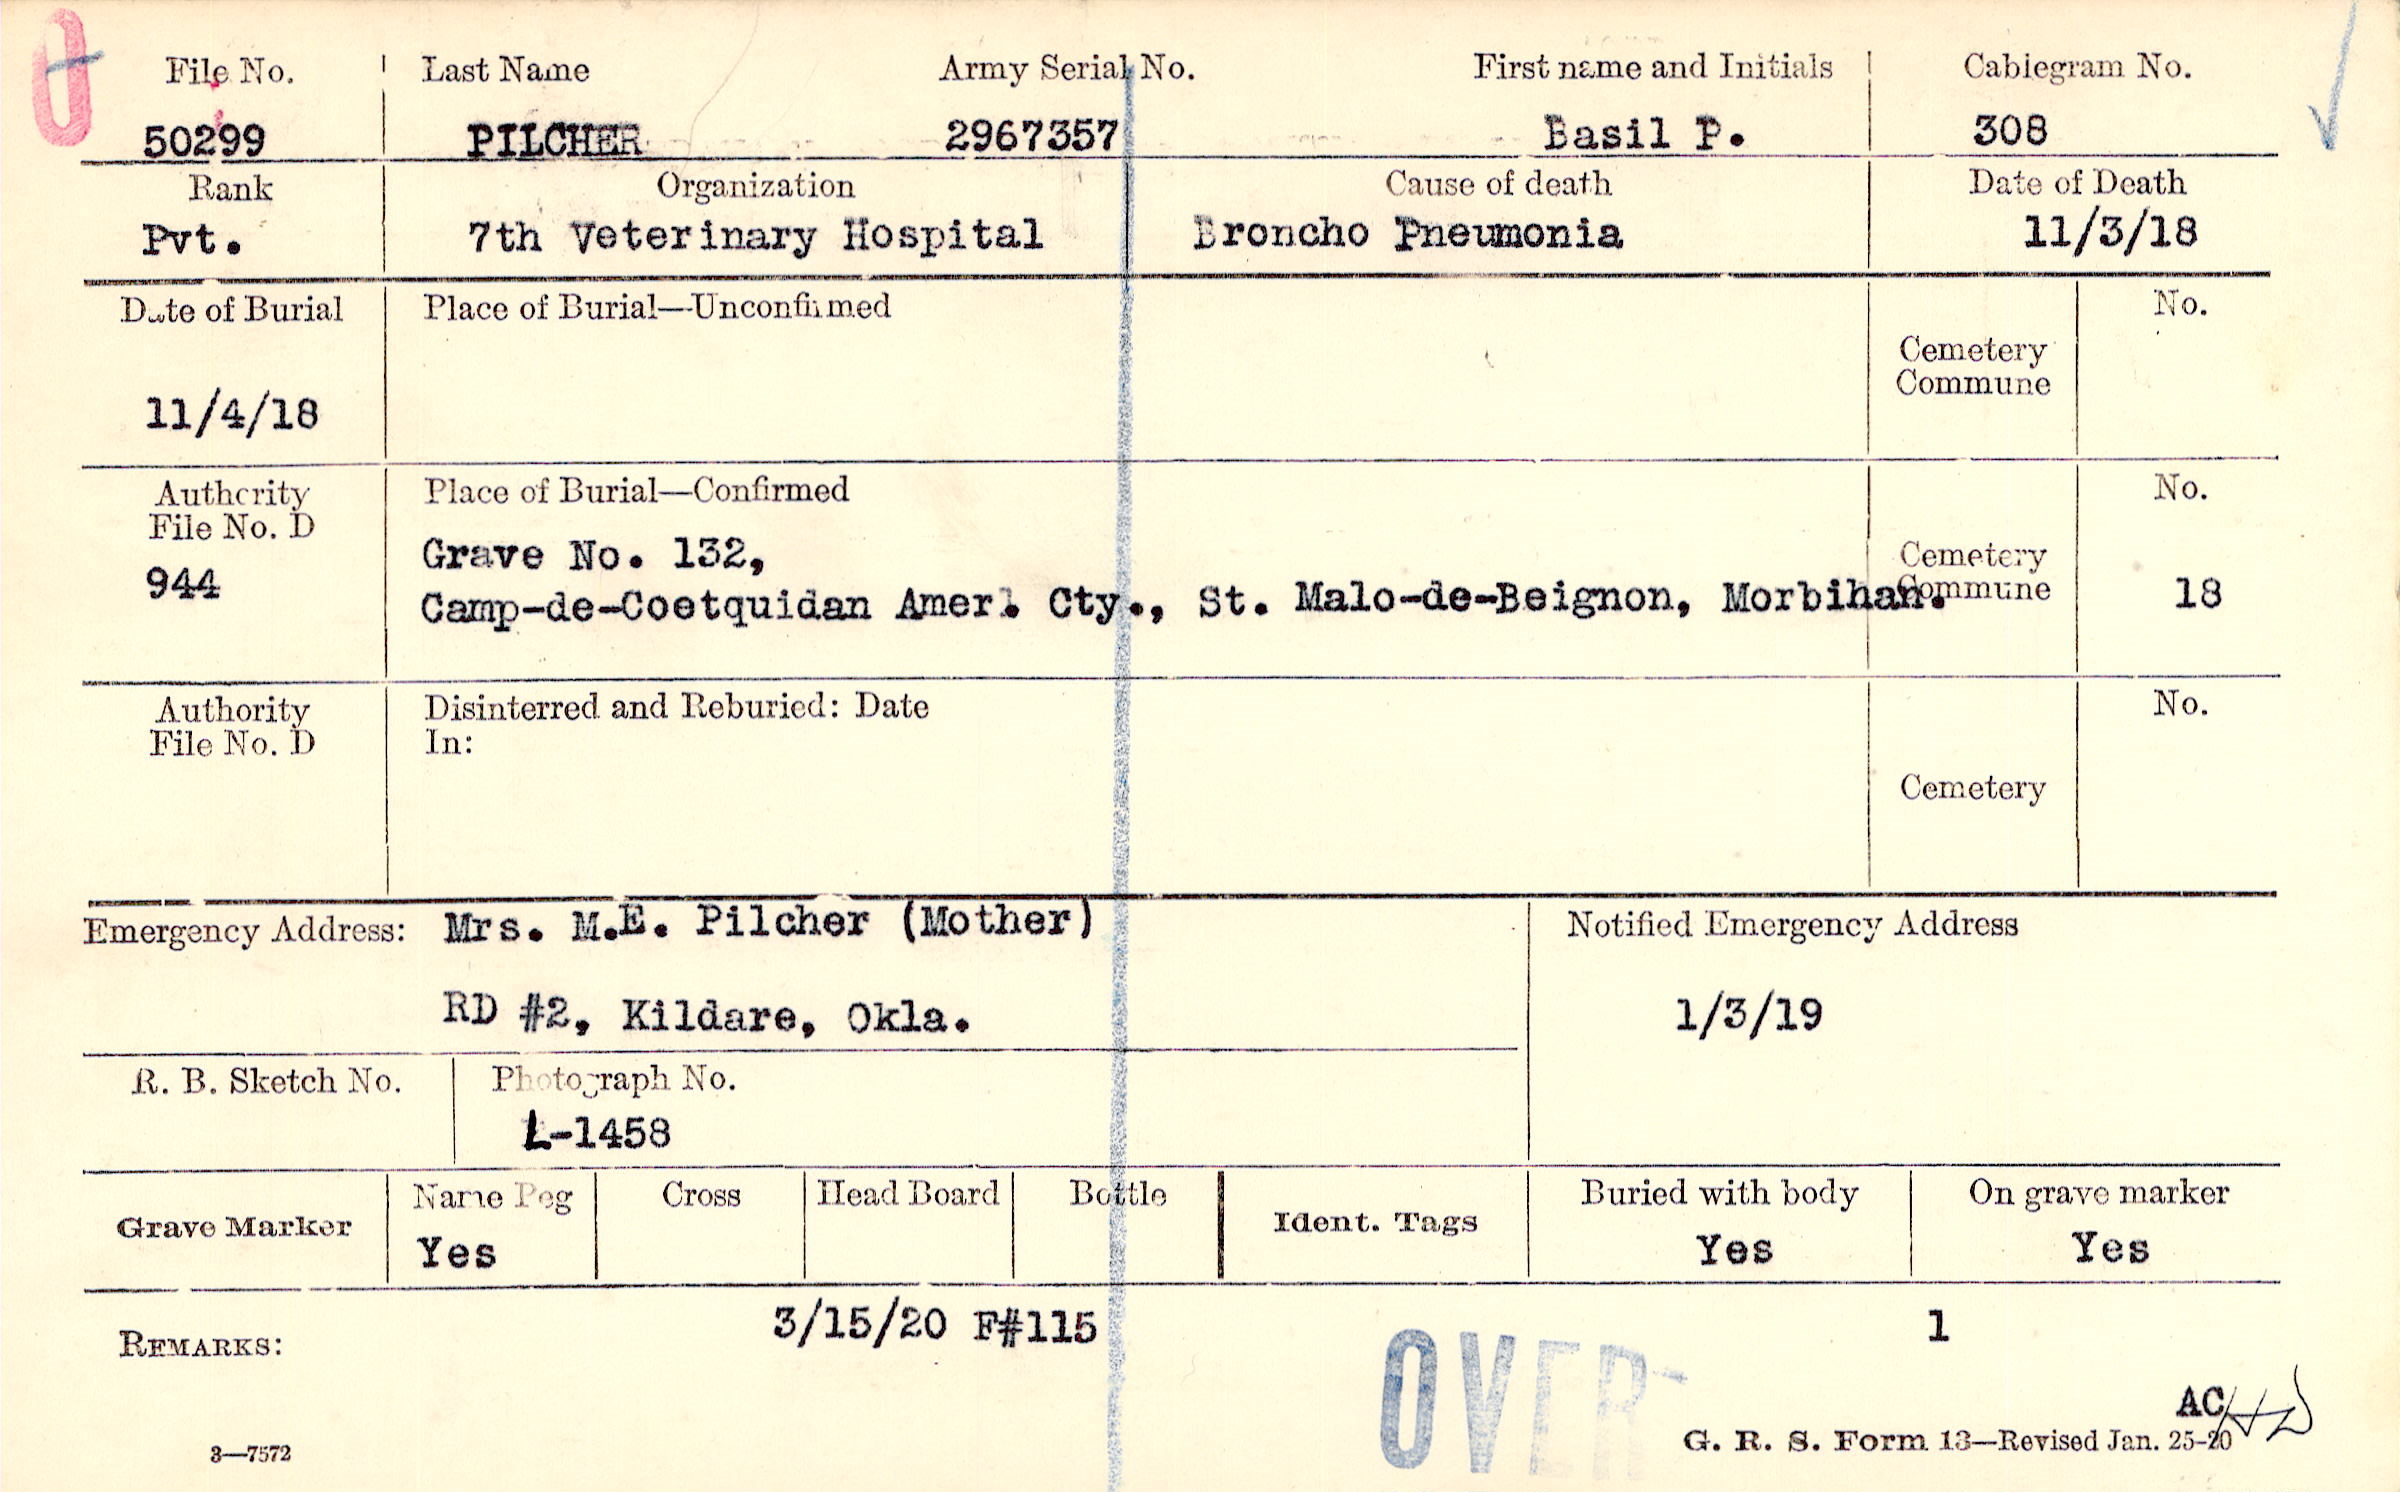 File No. Last Name Army Serial No. First name and Initials Cablegram No.
50299 PILCHER 2967357 Basil P. 308
Rank Organization Cause of death Date of Death
Pvt. 7th Veterinary Hospital Broncho Pneumonia 11/3/18
Date of Burial Place of Burial—Unconfirmed No.
Cemetery
Commune
11/4/18
Authority Place of Burial—Confirmed No.
File No. D
Grave No. 132, Cemetery
944 Camp-de-Coetquidan Amer. Cty., St. Malo-de-Beignon, Morbihan. Commune 18
Authority Disinterred and Reburied: Date No.
File No. D In:
Cemetery
Emergency Address: Mrs. M.E. Pilcher (Mother) Notified Emergency Address
RD #2, Kildare, Okla. 1/3/19
R. B. Sketch No. Photograph No.
L-1458
Grave Marker Name Peg Cross Head Board Bottle Ident. Tags Buried with body On grave marker
Yes Yes Yes
REMARKS: 3/15/20 F#115 1
OVER
AC
3—7572 G. R. S. Form 13—Revised Jan. 25-20